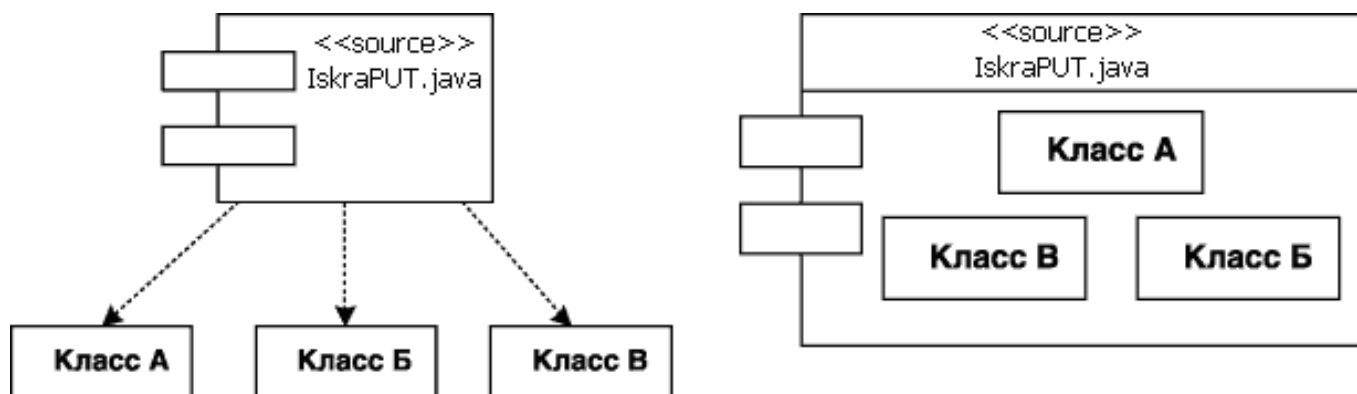 <<source>>
IskraPUT.java
Класс А
Класс Б
Класс В
<<source>>
IskraPUT.java
Класс А
Класс В
Класс Б